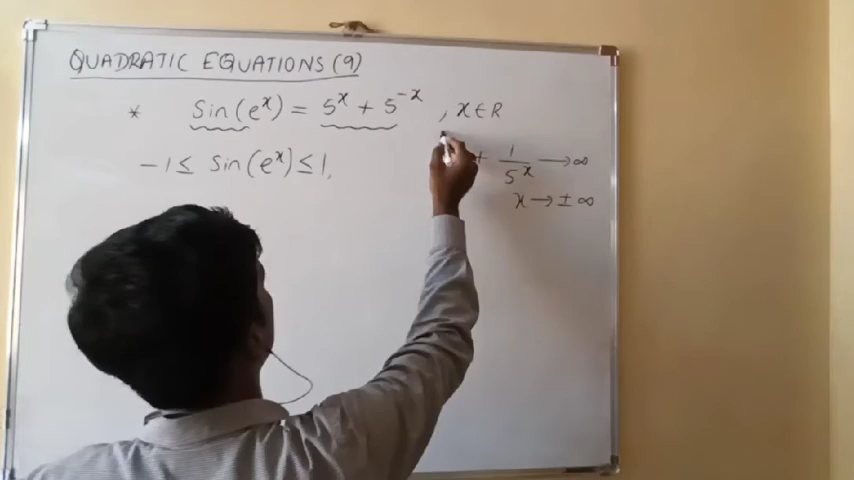 QUADRATIC EQUATIONS (9)
* Sin(e^x) = 5^x + 5^-x , x ∈ R
-1 ≤ Sin(e^x) ≤ 1, + 1/5^x → ∞
x → ± ∞